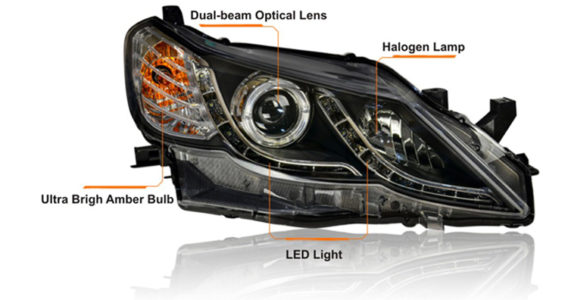 Dual-beam Optical Lens
Halogen Lamp
Ultra Brigh Amber Bulb
LED Light